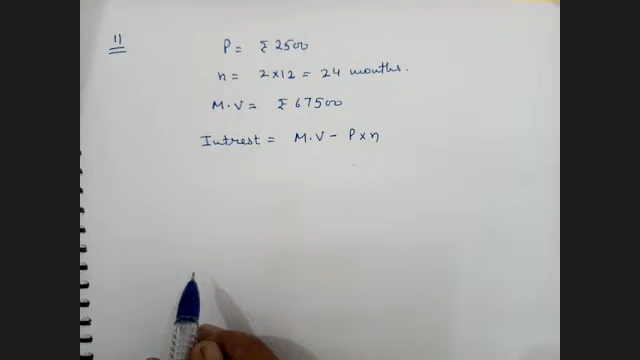 11
P = ₹ 2500
n = 2×12 = 24 months.
M.V = ₹ 67500
Intrest = M.V - P×n